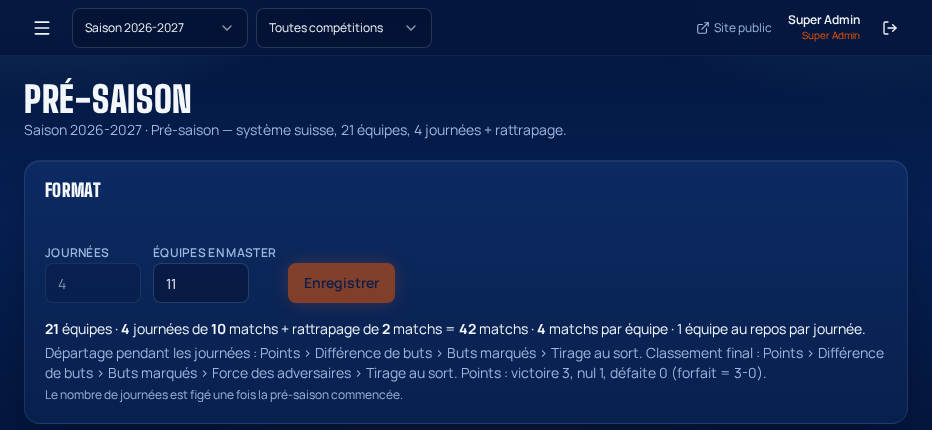 Saison 2026-2027
Toutes compétitions
Site public
Super Admin
Super Admin
PRÉ-SAISON
Saison 2026-2027 · Pré-saison — système suisse, 21 équipes, 4 journées + rattrapage.
FORMAT
JOURNÉES
ÉQUIPES EN MASTER
4
11
Enregistrer
21 équipes · 4 journées de 10 matchs + rattrapage de 2 matchs = 42 matchs · 4 matchs par équipe · 1 équipe au repos par journée.
Départage pendant les journées : Points > Différence de buts > Buts marqués > Tirage au sort. Classement final : Points > Différence
de buts > Buts marqués > Force des adversaires > Tirage au sort. Points : victoire 3, nul 1, défaite 0 (forfait = 3-0).
Le nombre de journées est figé une fois la pré-saison commencée.